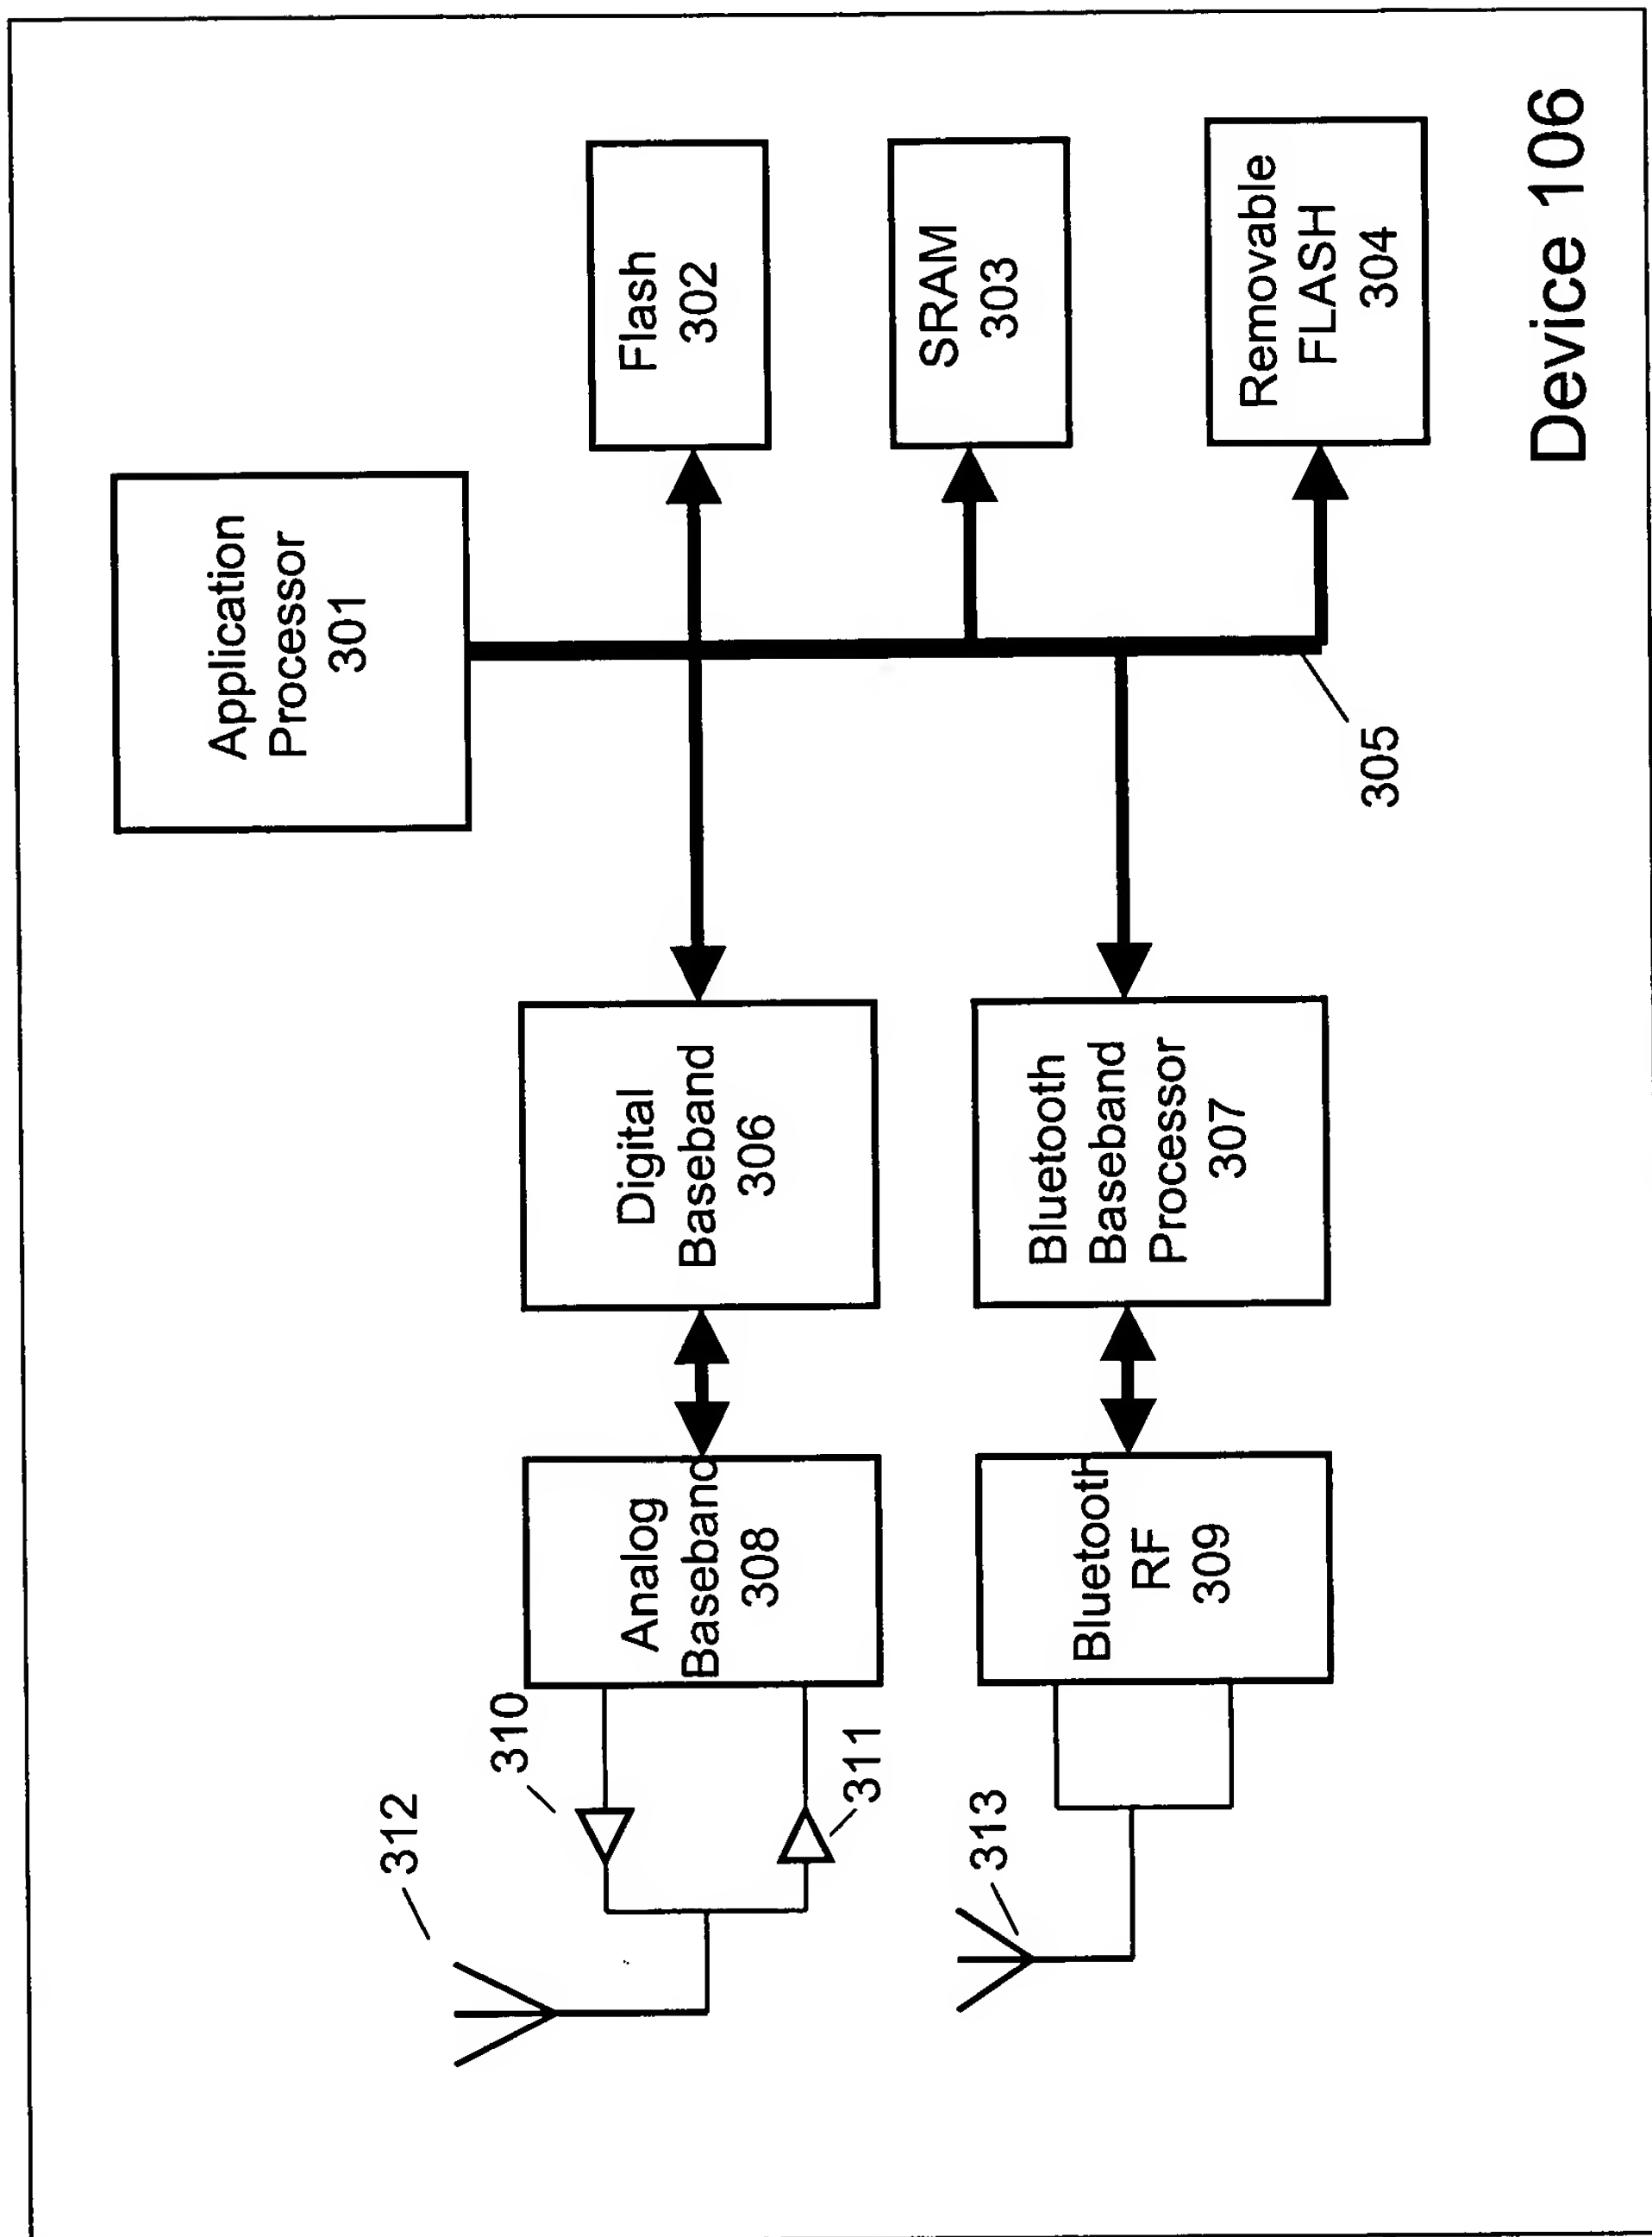 Application
Processor
301
312
310
Analog
Baseband
308
Digital
Baseband
306
Flash
302
311
313
Bluetooth
RF
309
Bluetooth
Baseband
Processor
307
SRAM
303
Removable
FLASH
304
305
Device 106